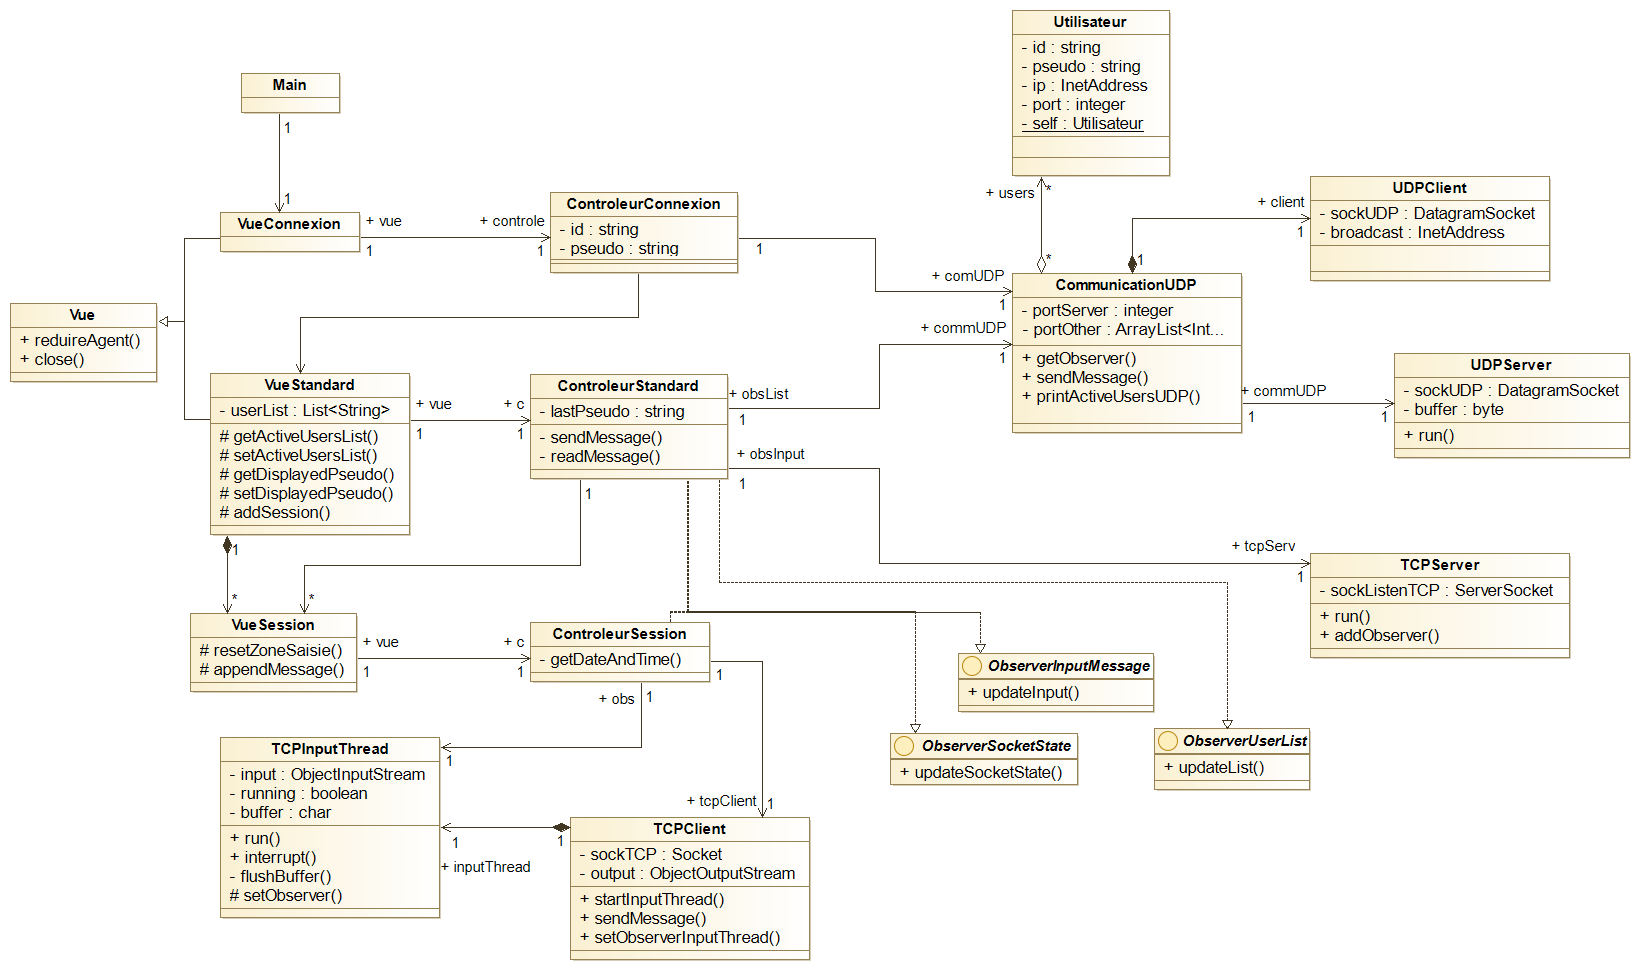 Utilisateur
- id : string
- pseudo : string
- ip : InetAddress
- port : integer
- self : Utilisateur
Main
1
1
+ users
*
*
UDPClient
- sockUDP : DatagramSocket
- broadcast : InetAddress
+ client
1
1
VueConnexion
+ vue
1
+ controle
1
ControleurConnexion
- id : string
- pseudo : string
1
+ comUDP
1
CommunicationUDP
- portServer : integer
- portOther : ArrayList<Int...
+ getObserver()
+ sendMessage()
+ printActiveUsersUDP()
+ commUDP
1
Vue
+ reduireAgent()
+ close()
+ commUDP
1
1
UDPServer
- sockUDP : DatagramSocket
- buffer : byte
+ run()
VueStandard
- userList : List<String>
# getActiveUsersList()
# setActiveUsersList()
# getDisplayedPseudo()
# setDisplayedPseudo()
# addSession()
+ vue
1
+ c
1
ControleurStandard
- lastPseudo : string
- sendMessage()
- readMessage()
+ obsList
1
+ obsInput
1
1
1
*
*
+ tcpServ
1
TCPServer
- sockListenTCP : ServerSocket
+ run()
+ addObserver()
VueSession
# resetZoneSaisie()
# appendMessage()
+ vue
1
+ c
1
ControleurSession
- getDateAndTime()
1
+ obs
1
ObserverInputMessage
+ updateInput()
ObserverSocketState
+ updateSocketState()
ObserverUserList
+ updateList()
TCPInputThread
- input : ObjectInputStream
- running : boolean
- buffer : char
+ run()
+ interrupt()
- flushBuffer()
# setObserver()
1
+ tcpClient
1
1
1
+ inputThread
TCPClient
- sockTCP : Socket
- output : ObjectOutputStream
+ startInputThread()
+ sendMessage()
+ setObserverInputThread()